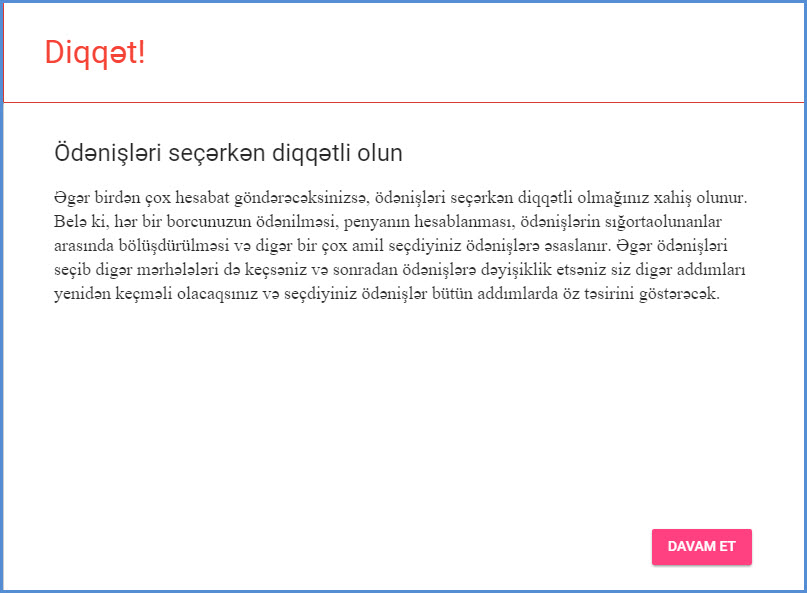 Diqqət!
Ödənişləri seçərkən diqqətli olun
Əgər birdən çox hesabat göndərəcəksinizsə, ödənişləri seçərkən diqqətli olmağınız xahiş olunur.
Belə ki, hər bir borcunuzun ödənilməsi, penyanın hesablanması, ödənişlərin sığortaolunanlar
arasında bölüşdürülməsi və digər bir çox amil seçdiyiniz ödənişlərə əsaslanır. Əgər ödənişləri
seçib digər mərhələləri də keçsəniz və sonradan ödənişlərə dəyişiklik etsəniz siz digər addımları
yenidən keçməli olacaqsınız və seçdiyiniz ödənişlər bütün addımlarda öz təsirini göstərəcək.
DAVAM ET